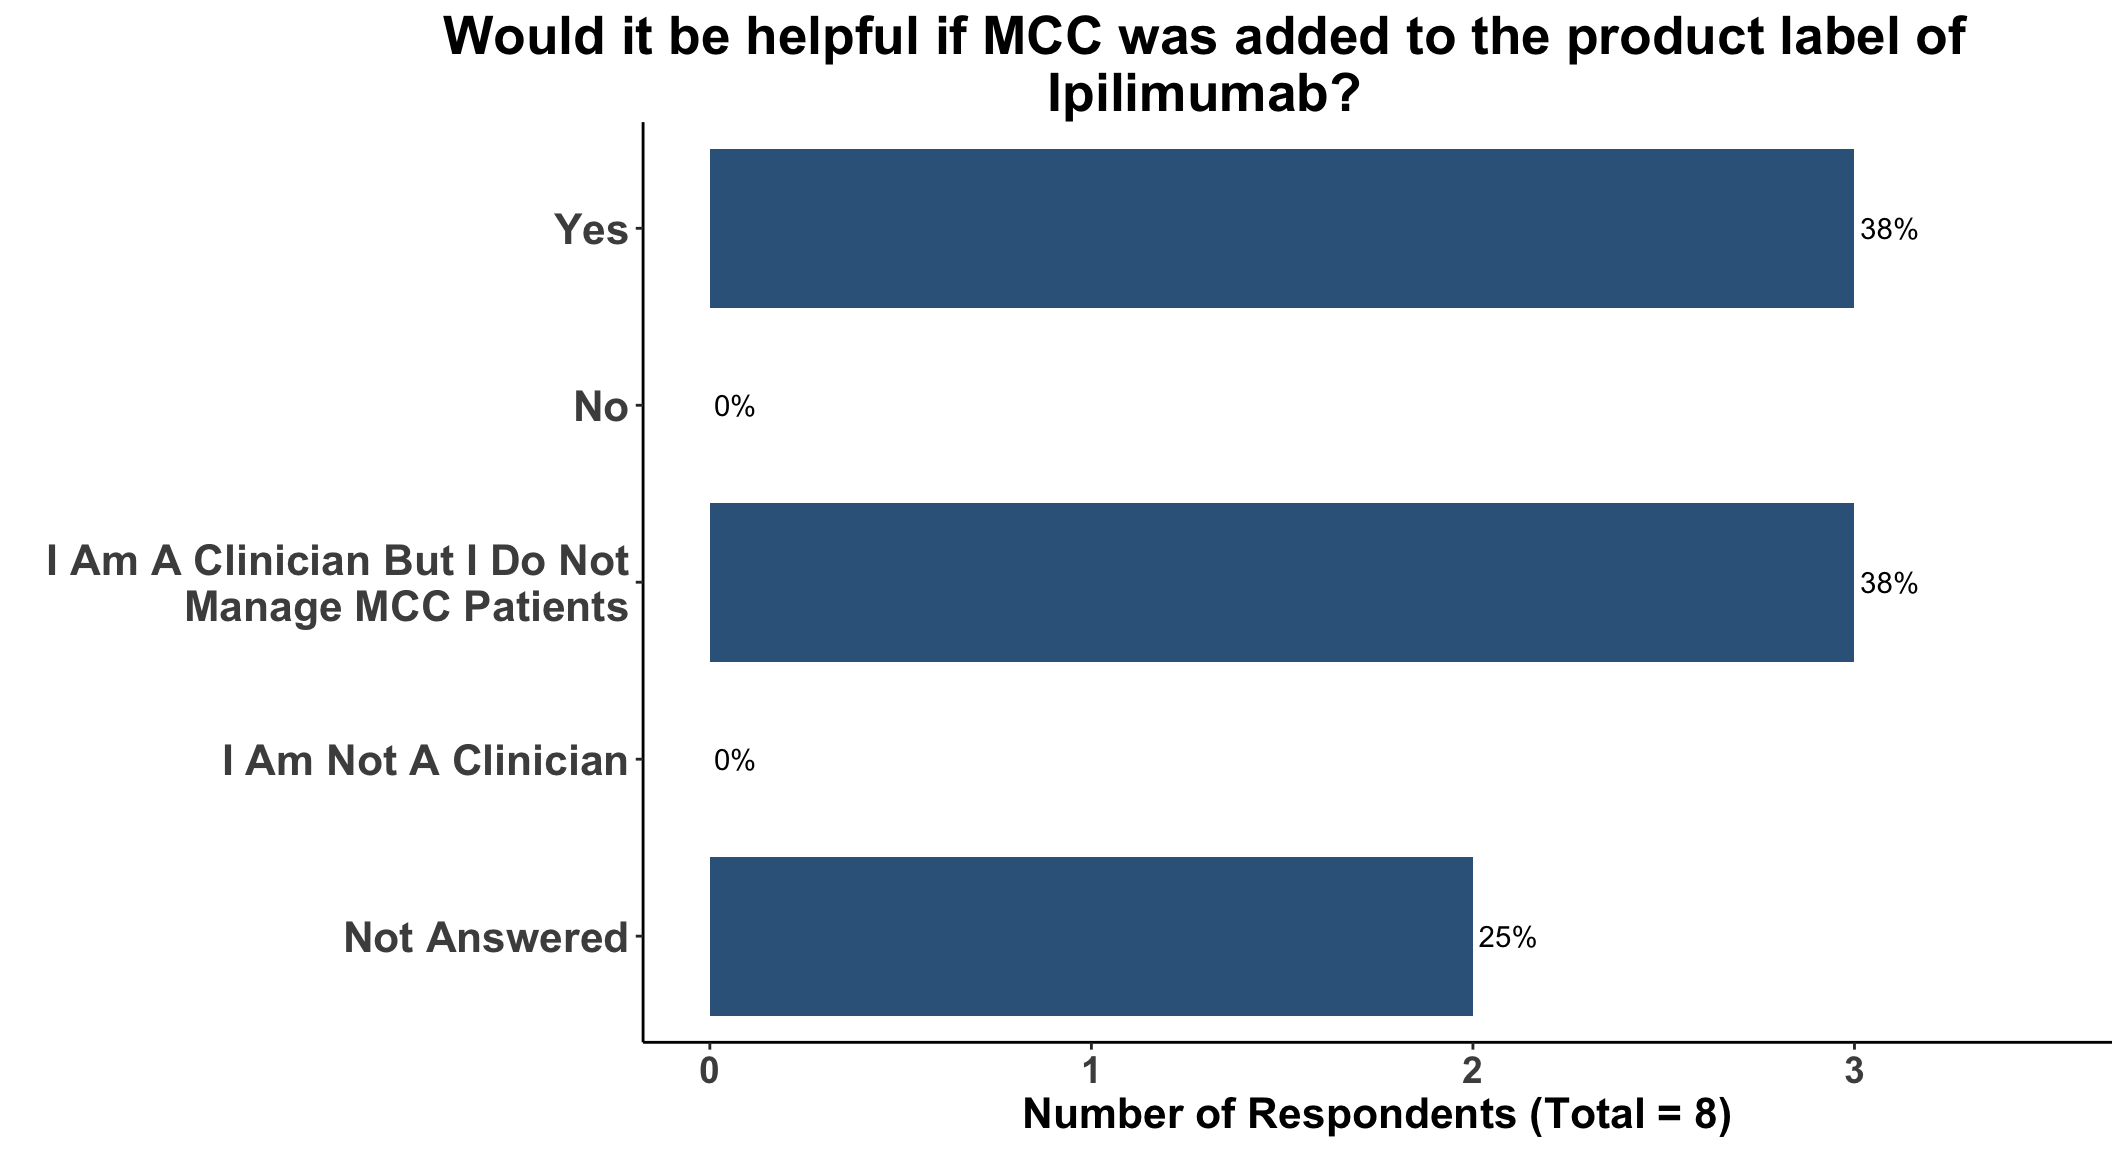 Would it be helpful if MCC was added to the product label of
Ipilimumab?
Yes
38%
No
0%
I Am A Clinician But I Do Not
Manage MCC Patients
38%
I Am Not A Clinician
0%
Not Answered
25%
0 1 2 3
Number of Respondents (Total = 8)